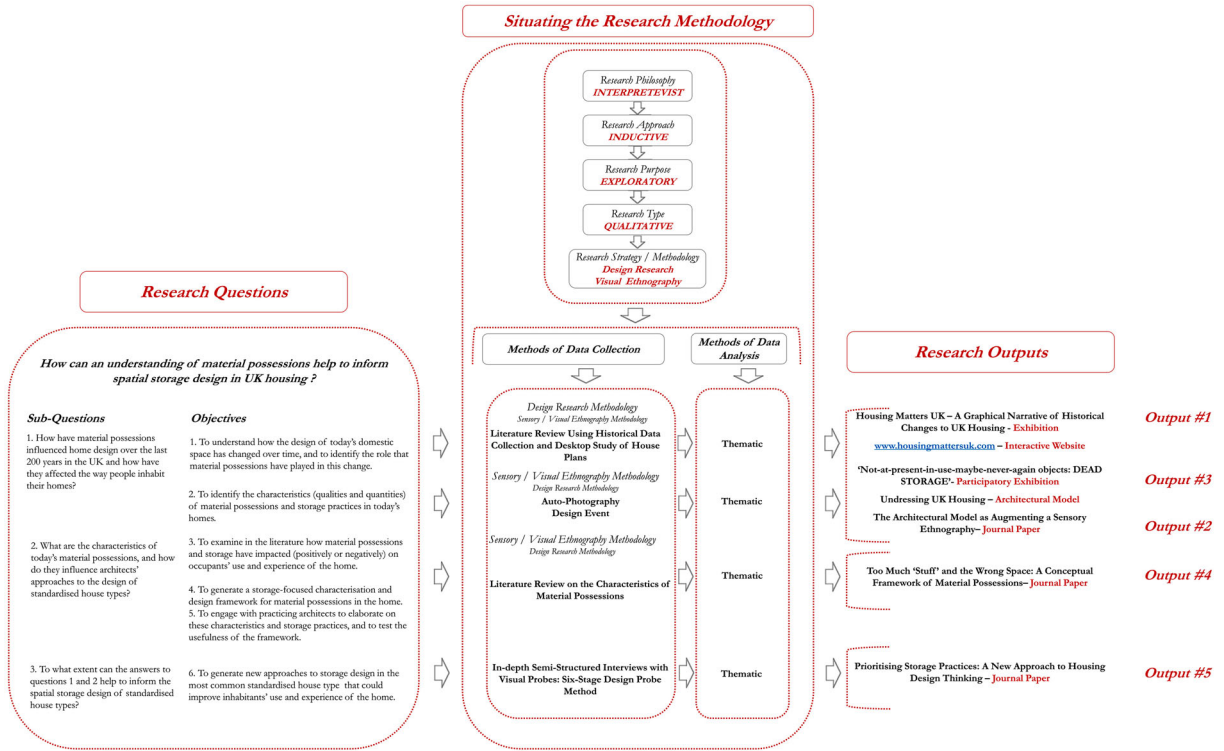 Situating the Research Methodology
Research Philosophy
INTERPRETEVIST
Research Approach
INDUCTIVE
Research Purpose
EXPLORATORY
Research Type
QUALITATIVE
Research Strategy / Methodology
Design Research
Visual Ethnography
Research Questions
How can an understanding of material possessions help to inform
spatial storage design in UK housing ?
Sub-Questions
1. How have material possessions
influenced home design over the last
200 years in the UK and how have
they affected the way people inhabit
their homes?
2. What are the characteristics of
today's material possessions, and how
do they influence architects'
approaches to the design of
standardised house types?
3. To what extent can the answers to
questions 1 and 2 help to inform the
spatial storage design of standardised
house types?
Objectives
1. To understand how the design of today's domestic
space has changed over time, and to identify the role that
material possessions have played in this change.
2. To identify the characteristics (qualities and quantities)
of material possessions and storage practices in today's
homes.
3. To examine in the literature how material possessions
and storage have impacted (positively or negatively) on
occupants' use and experience of the home.
4. To generate a storage-focused characterisation and
design framework for material possessions in the home.
5. To engage with practicing architects to elaborate on
these characteristics and storage practices, and to test the
usefulness of the framework.
6. To generate new approaches to storage design in the
most common standardised house type that could
improve inhabitants' use and experience of the home.
Methods of Data Collection
Design Research Methodology
Sensory / Visual Ethnography Methodology
Literature Review Using Historical Data
Collection and Desktop Study of House
Plans
Sensory / Visual Ethnography Methodology
Design Research Methodology
Auto-Photography
Design Event
Sensory / Visual Ethnography Methodology
Design Research Methodology
Literature Review on the Characteristics of
Material Possessions
In-depth Semi-Structured Interviews with
Visual Probes: Six-Stage Design Probe
Method
Methods of Data
Analysis
Thematic
Thematic
Thematic
Thematic
Research Outputs
Housing Matters UK – A Graphical Narrative of Historical
Changes to UK Housing - Exhibition
Output #1
www.housingmattersuk.com – Interactive Website
'Not-at-present-in-use-maybe-never-again objects: DEAD
STORAGE'- Participatory Exhibition
Output #3
Undressing UK Housing – Architectural Model
The Architectural Model as Augmenting a Sensory
Ethnography– Journal Paper
Output #2
Too Much 'Stuff' and the Wrong Space: A Conceptual
Framework of Material Possessions– Journal Paper
Output #4
Prioritising Storage Practices: A New Approach to Housing
Design Thinking – Journal Paper
Output #5